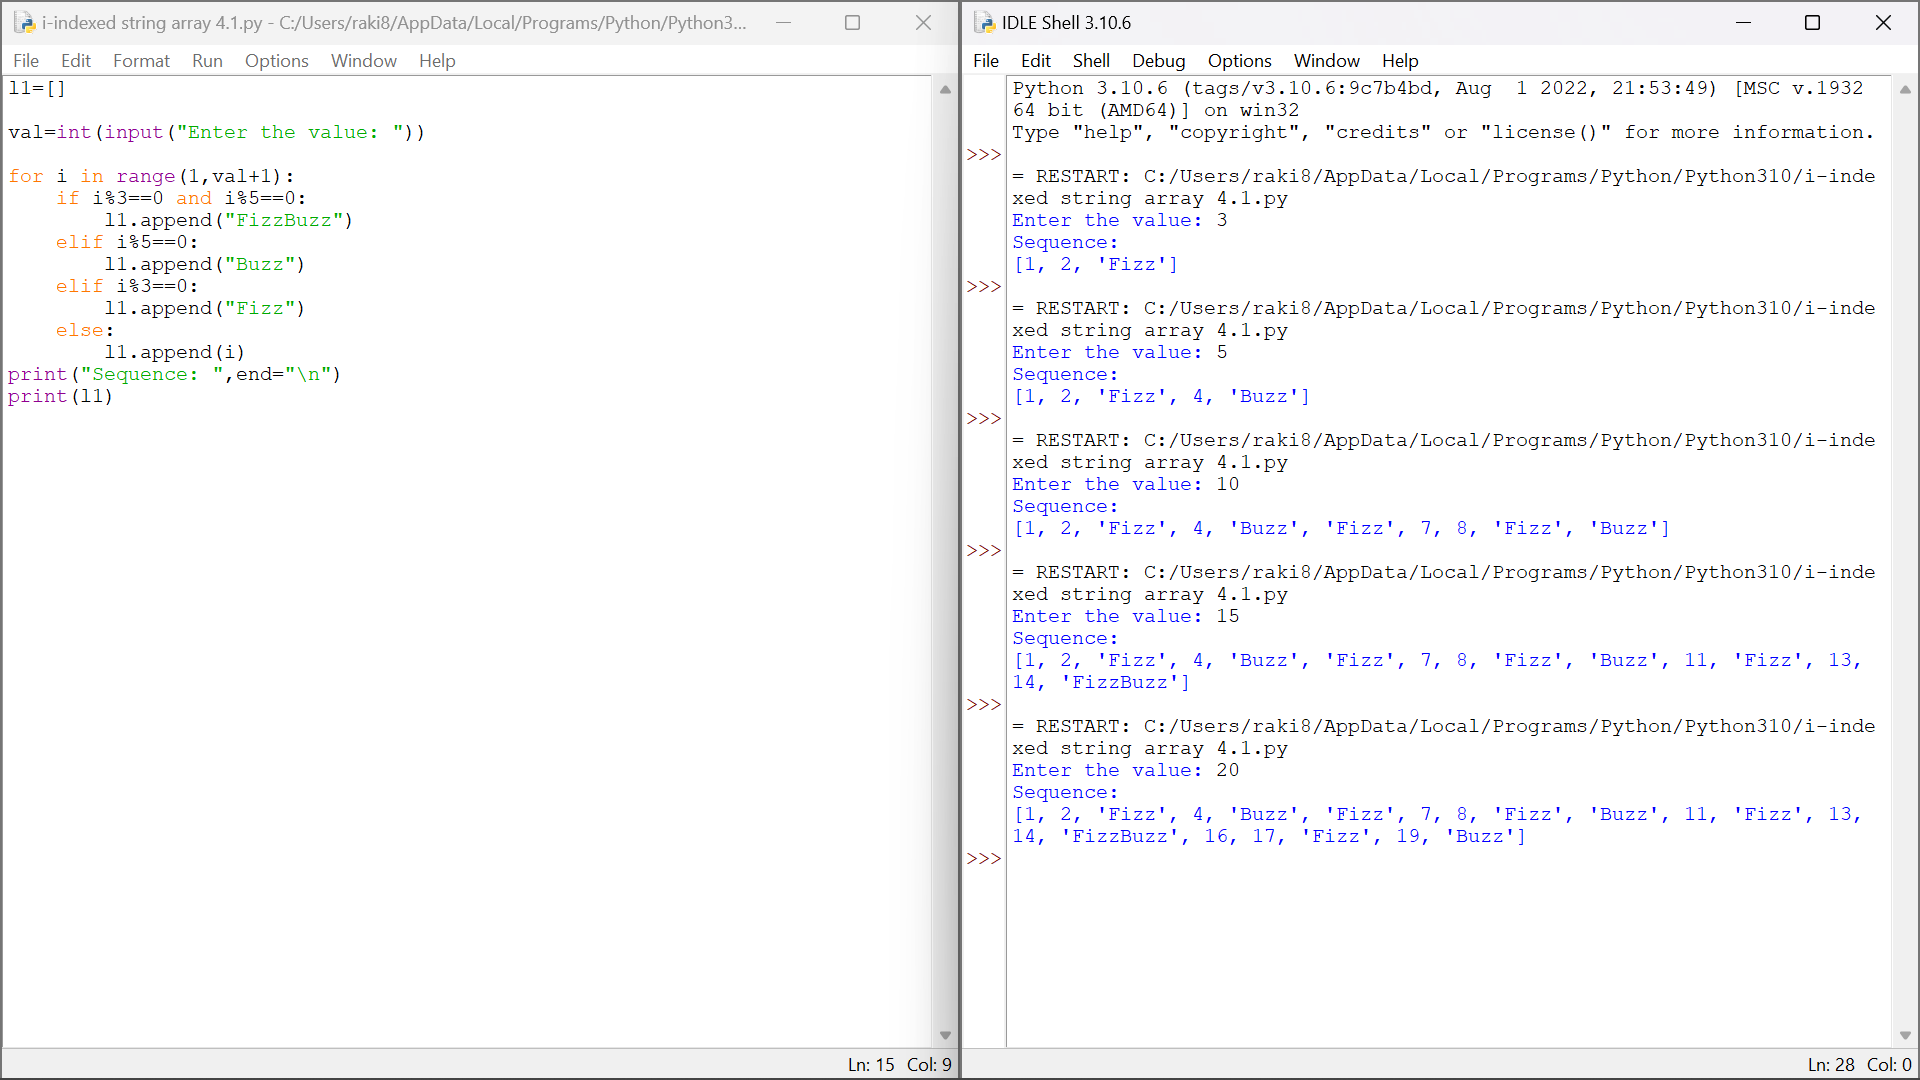 i-indexed string array 4.1.py - C:/Users/raki8/AppData/Local/Programs/Python/Python3...
File Edit Format Run Options Window Help
l1=[]
val=int(input("Enter the value: "))
for i in range(1,val+1):
    if i%3==0 and i%5==0:
        l1.append("FizzBuzz")
    elif i%5==0:
        l1.append("Buzz")
    elif i%3==0:
        l1.append("Fizz")
    else:
        l1.append(i)
print("Sequence: ",end="\n")
print(l1)
Ln: 15 Col: 9
IDLE Shell 3.10.6
File Edit Shell Debug Options Window Help
Python 3.10.6 (tags/v3.10.6:9c7b4bd, Aug  1 2022, 21:53:49) [MSC v.1932
64 bit (AMD64)] on win32
Type "help", "copyright", "credits" or "license()" for more information.
>>>
= RESTART: C:/Users/raki8/AppData/Local/Programs/Python/Python310/i-inde
xed string array 4.1.py
Enter the value: 3
Sequence:
[1, 2, 'Fizz']
>>>
= RESTART: C:/Users/raki8/AppData/Local/Programs/Python/Python310/i-inde
xed string array 4.1.py
Enter the value: 5
Sequence:
[1, 2, 'Fizz', 4, 'Buzz']
>>>
= RESTART: C:/Users/raki8/AppData/Local/Programs/Python/Python310/i-inde
xed string array 4.1.py
Enter the value: 10
Sequence:
[1, 2, 'Fizz', 4, 'Buzz', 'Fizz', 7, 8, 'Fizz', 'Buzz']
>>>
= RESTART: C:/Users/raki8/AppData/Local/Programs/Python/Python310/i-inde
xed string array 4.1.py
Enter the value: 15
Sequence:
[1, 2, 'Fizz', 4, 'Buzz', 'Fizz', 7, 8, 'Fizz', 'Buzz', 11, 'Fizz', 13,
14, 'FizzBuzz']
>>>
= RESTART: C:/Users/raki8/AppData/Local/Programs/Python/Python310/i-inde
xed string array 4.1.py
Enter the value: 20
Sequence:
[1, 2, 'Fizz', 4, 'Buzz', 'Fizz', 7, 8, 'Fizz', 'Buzz', 11, 'Fizz', 13,
14, 'FizzBuzz', 16, 17, 'Fizz', 19, 'Buzz']
>>>
Ln: 28 Col: 0